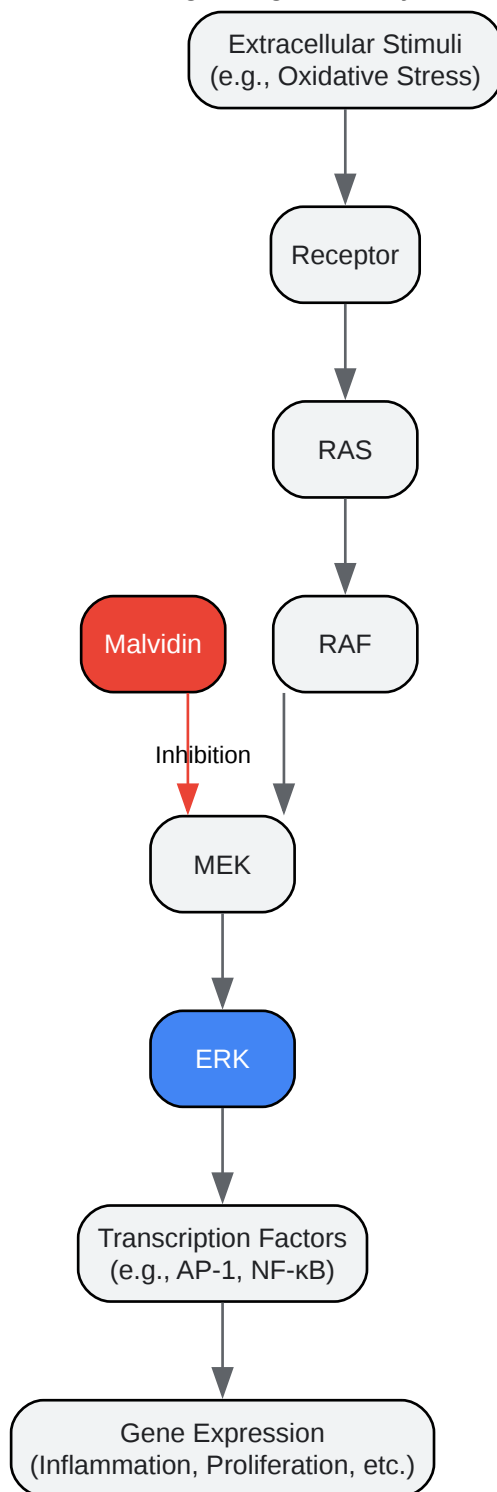 Extracellular Stimuli
(e.g., Oxidative Stress)
Receptor
RAS
Malvidin
RAF
Inhibition
MEK
ERK
Transcription Factors
(e.g., AP-1, NF-κB)
Gene Expression
(Inflammation, Proliferation, etc.)